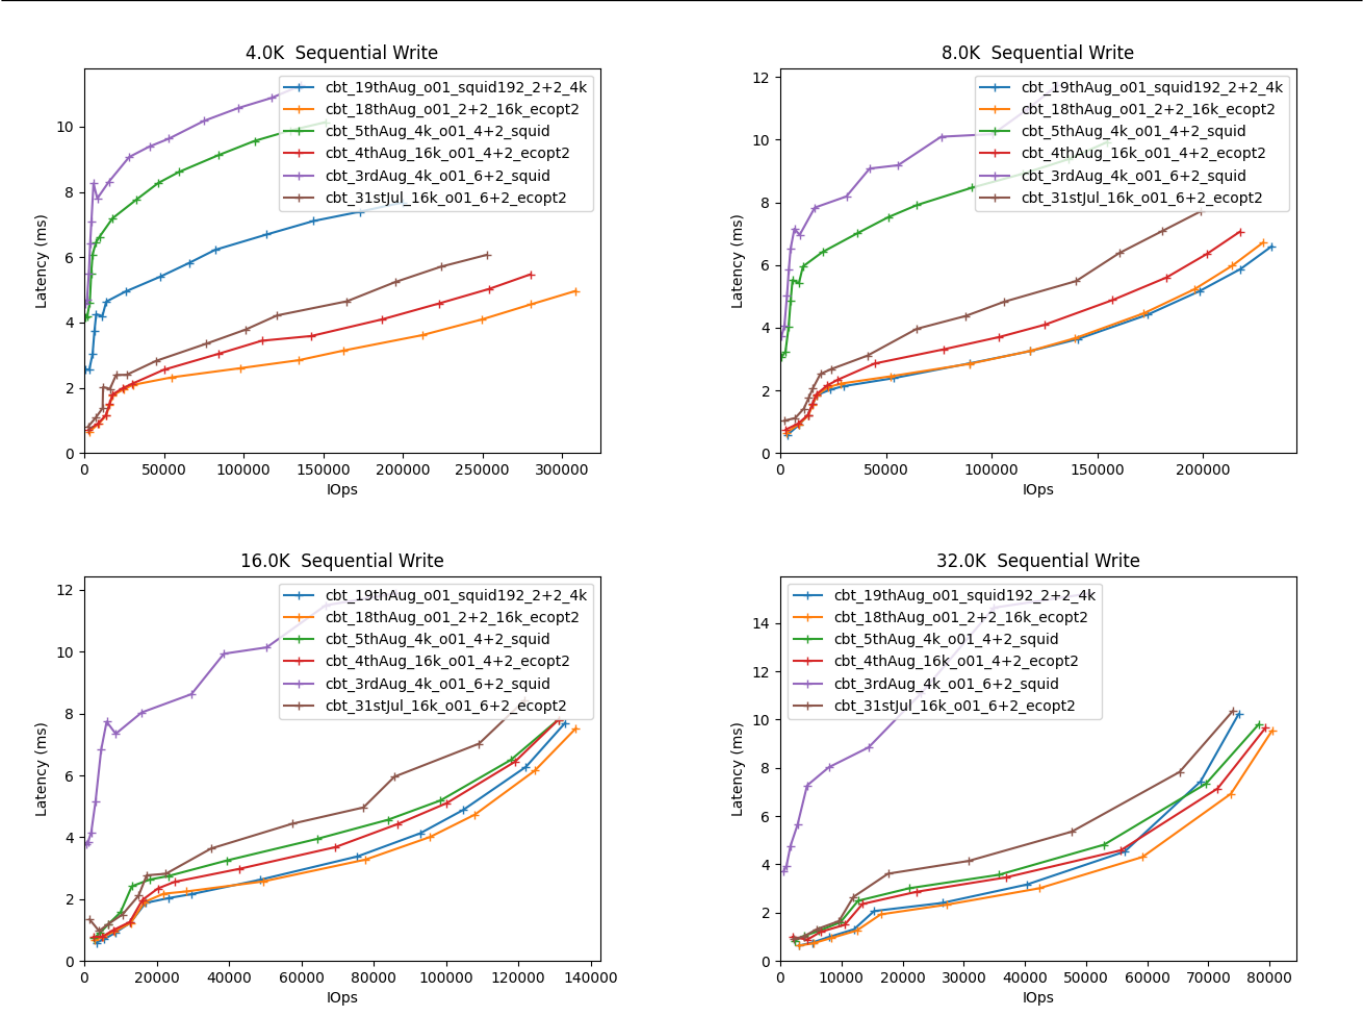 4.0K  Sequential Write
cbt_19thAug_o01_squid192_2+2_4k
cbt_18thAug_o01_2+2_16k_ecopt2
cbt_5thAug_4k_o01_4+2_squid
cbt_4thAug_16k_o01_4+2_ecopt2
cbt_3rdAug_4k_o01_6+2_squid
cbt_31stJul_16k_o01_6+2_ecopt2
10
8
6
4
2
0
Latency (ms)
0 50000 100000 150000 200000 250000 300000
IOps
8.0K  Sequential Write
cbt_19thAug_o01_squid192_2+2_4k
cbt_18thAug_o01_2+2_16k_ecopt2
cbt_5thAug_4k_o01_4+2_squid
cbt_4thAug_16k_o01_4+2_ecopt2
cbt_3rdAug_4k_o01_6+2_squid
cbt_31stJul_16k_o01_6+2_ecopt2
12
10
8
6
4
2
0
Latency (ms)
0 50000 100000 150000 200000
IOps
16.0K  Sequential Write
cbt_19thAug_o01_squid192_2+2_4k
cbt_18thAug_o01_2+2_16k_ecopt2
cbt_5thAug_4k_o01_4+2_squid
cbt_4thAug_16k_o01_4+2_ecopt2
cbt_3rdAug_4k_o01_6+2_squid
cbt_31stJul_16k_o01_6+2_ecopt2
12
10
8
6
4
2
0
Latency (ms)
0 20000 40000 60000 80000 100000 120000 140000
IOps
32.0K  Sequential Write
cbt_19thAug_o01_squid192_2+2_4k
cbt_18thAug_o01_2+2_16k_ecopt2
cbt_5thAug_4k_o01_4+2_squid
cbt_4thAug_16k_o01_4+2_ecopt2
cbt_3rdAug_4k_o01_6+2_squid
cbt_31stJul_16k_o01_6+2_ecopt2
14
12
10
8
6
4
2
0
Latency (ms)
0 10000 20000 30000 40000 50000 60000 70000 80000
IOps